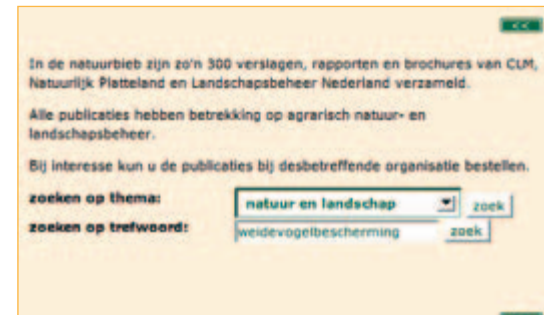 <<
In de natuurbieb zijn zo'n 300 verslagen, rapporten en brochures van CLM,
Natuurlijk Platteland en Landschapsbeheer Nederland verzameld.
Alle publicaties hebben betrekking op agrarisch natuur- en
landschapsbeheer.
Bij interesse kun u de publicaties bij desbetreffende organisatie bestellen.
zoeken op thema: natuur en landschap zoek
zoeken op trefwoord: weidevogelbescherming zoek